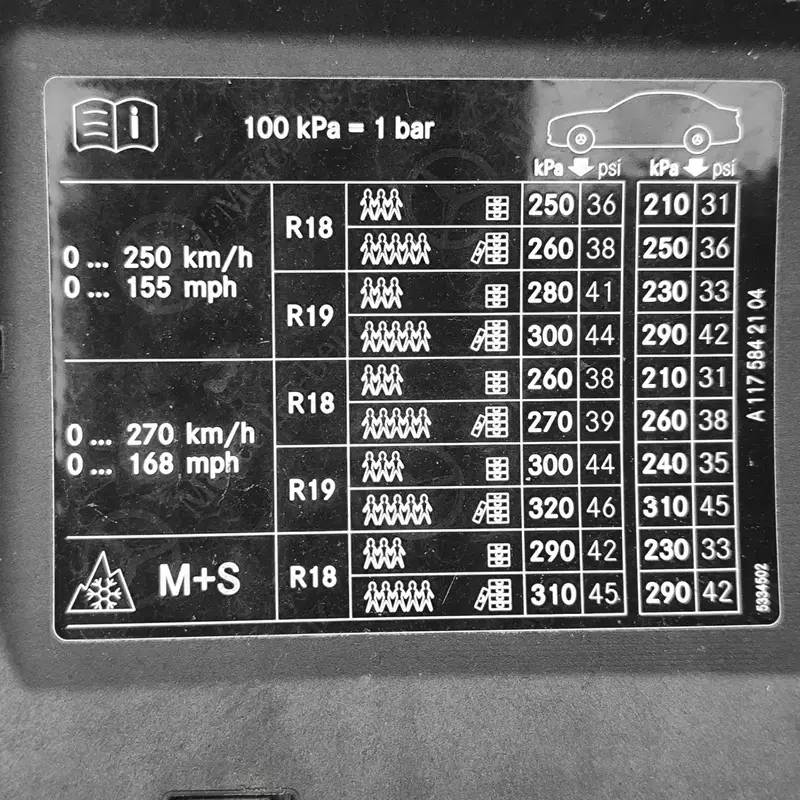 100 kPa = 1 bar
kPa psi kPa psi
0 ... 250 km/h
0 ... 155 mph
R18
250 36 210 31
260 38 250 36
R19
280 41 230 33
300 44 290 42
0 ... 270 km/h
0 ... 168 mph
R18
260 38 210 31
270 39 260 38
R19
300 44 240 35
320 46 310 45
M+S
R18
290 42 230 33
310 45 290 42
A 117 584 21 04
5334502